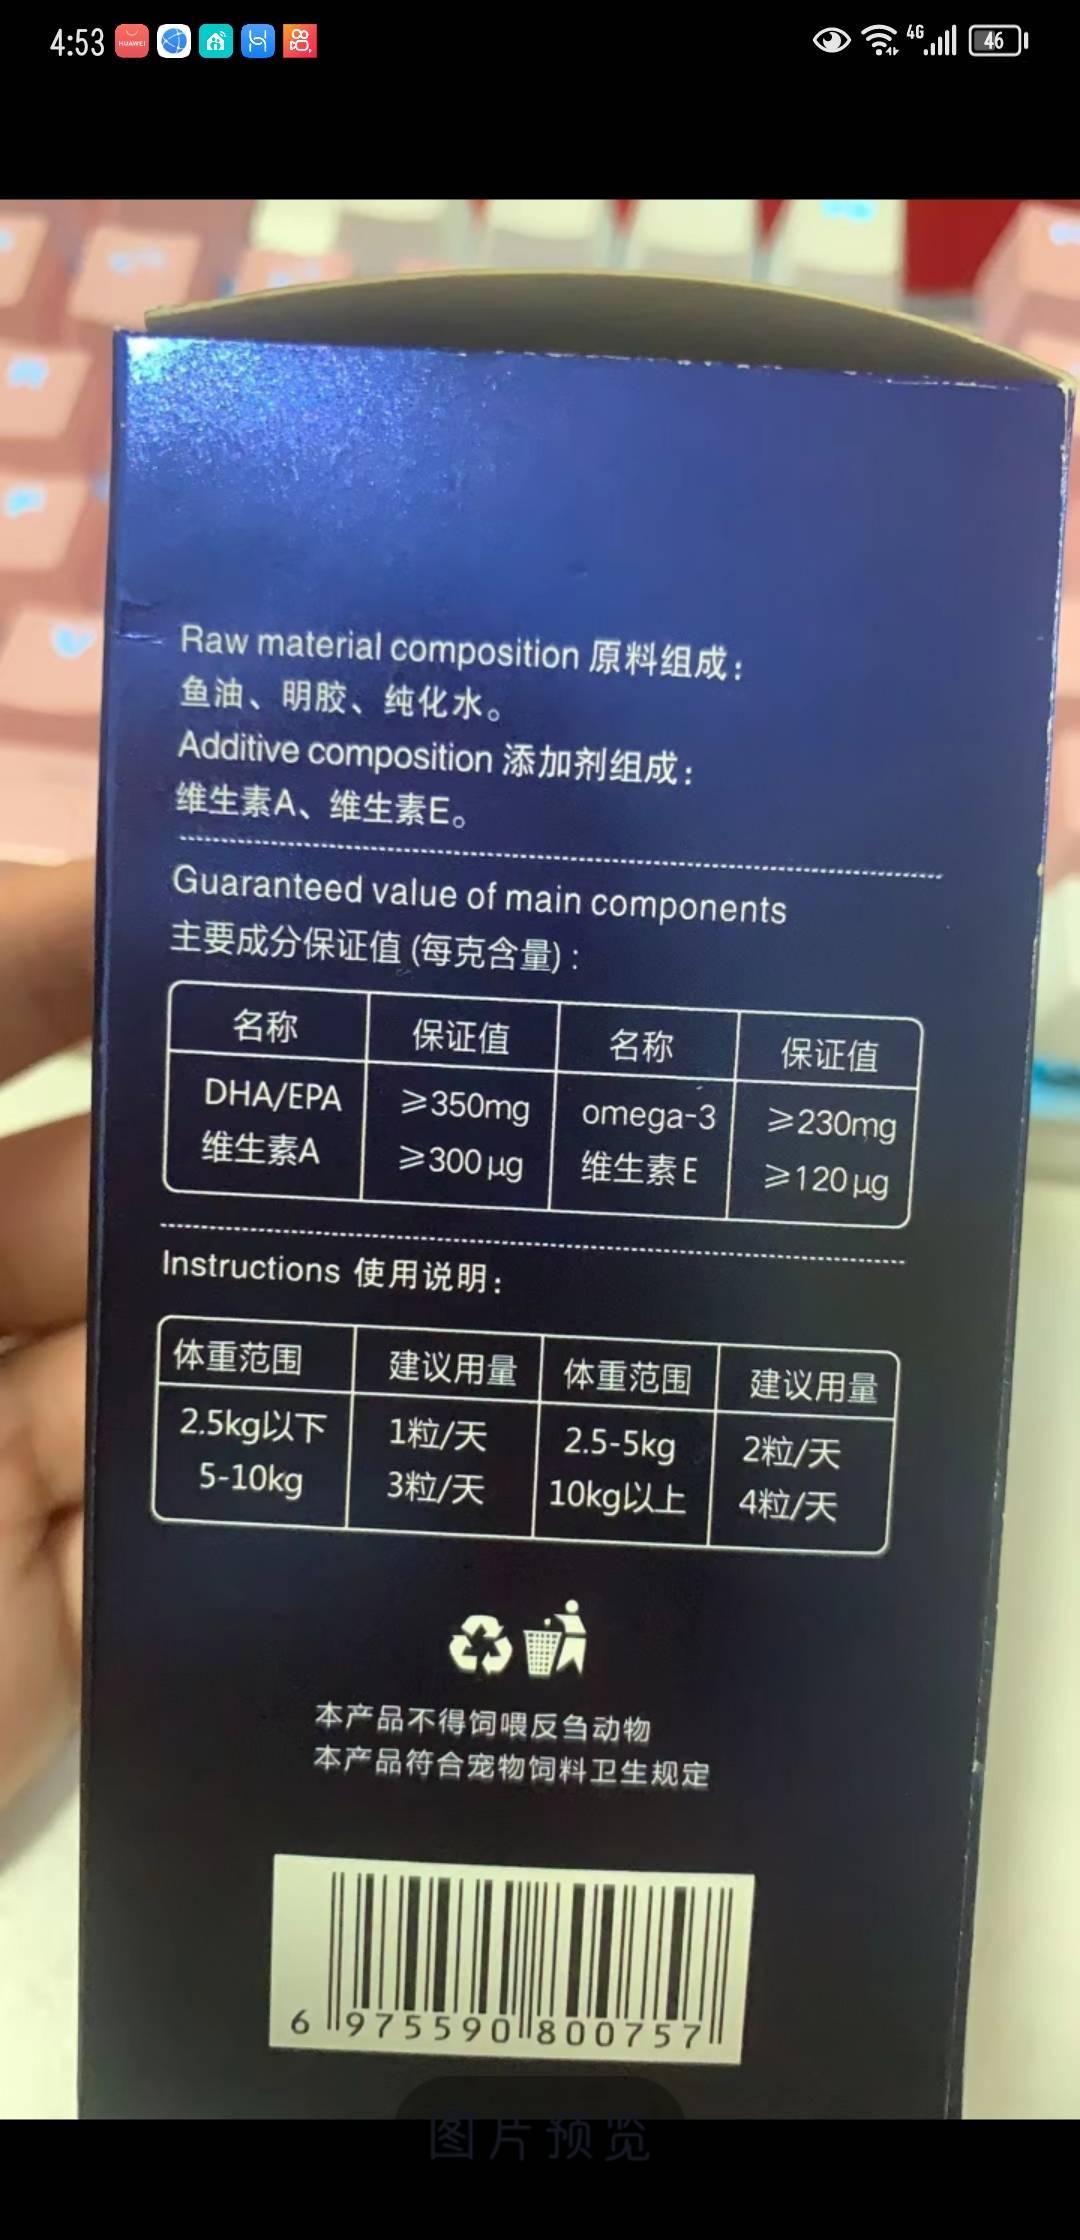 4:53
HUAWEI
4G
46
Raw material composition 原料组成：
鱼油、明胶、纯化水。
Additive composition 添加剂组成：
维生素A、维生素E。
Guaranteed value of main components
主要成分保证值 (每克含量)：
名称 保证值 名称 保证值
DHA/EPA ≥350mg omega-3 ≥230mg
维生素A ≥300μg 维生素E ≥120μg
Instructions 使用说明：
体重范围 建议用量 体重范围 建议用量
2.5kg以下 1粒/天 2.5-5kg 2粒/天
5-10kg 3粒/天 10kg以上 4粒/天
本产品不得饲喂反刍动物
本产品符合宠物饲料卫生规定
6 975590 800757
图片预览